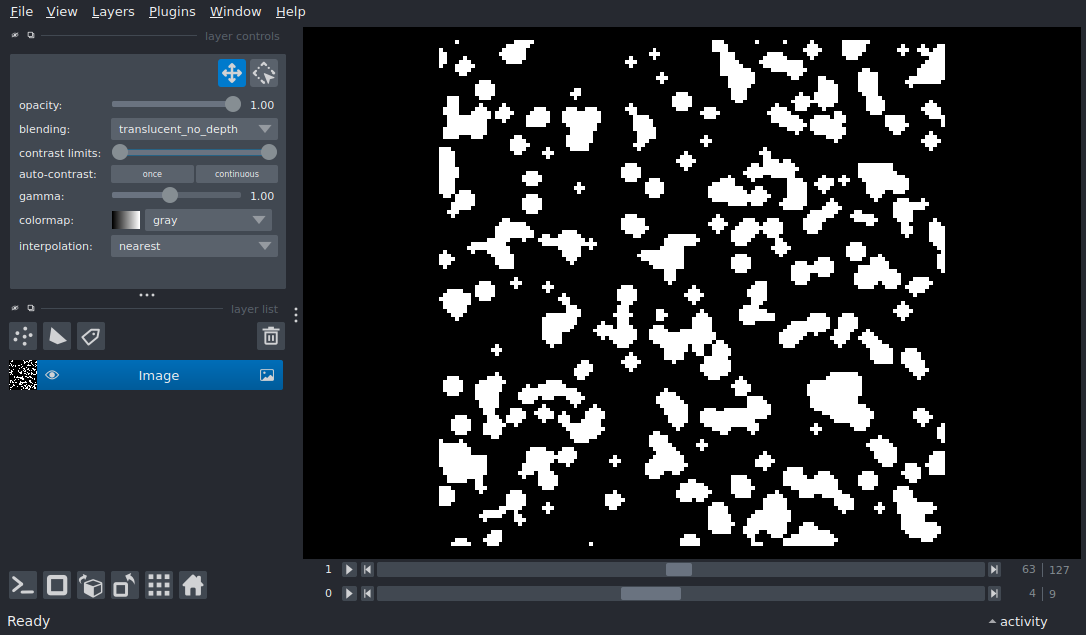 File View Layers Plugins Window Help
layer controls
opacity: 1.00
blending: translucent_no_depth
contrast limits:
auto-contrast: once continuous
gamma: 1.00
colormap: gray
interpolation: nearest
layer list
Image
1 63 127
0 4 9
Ready activity